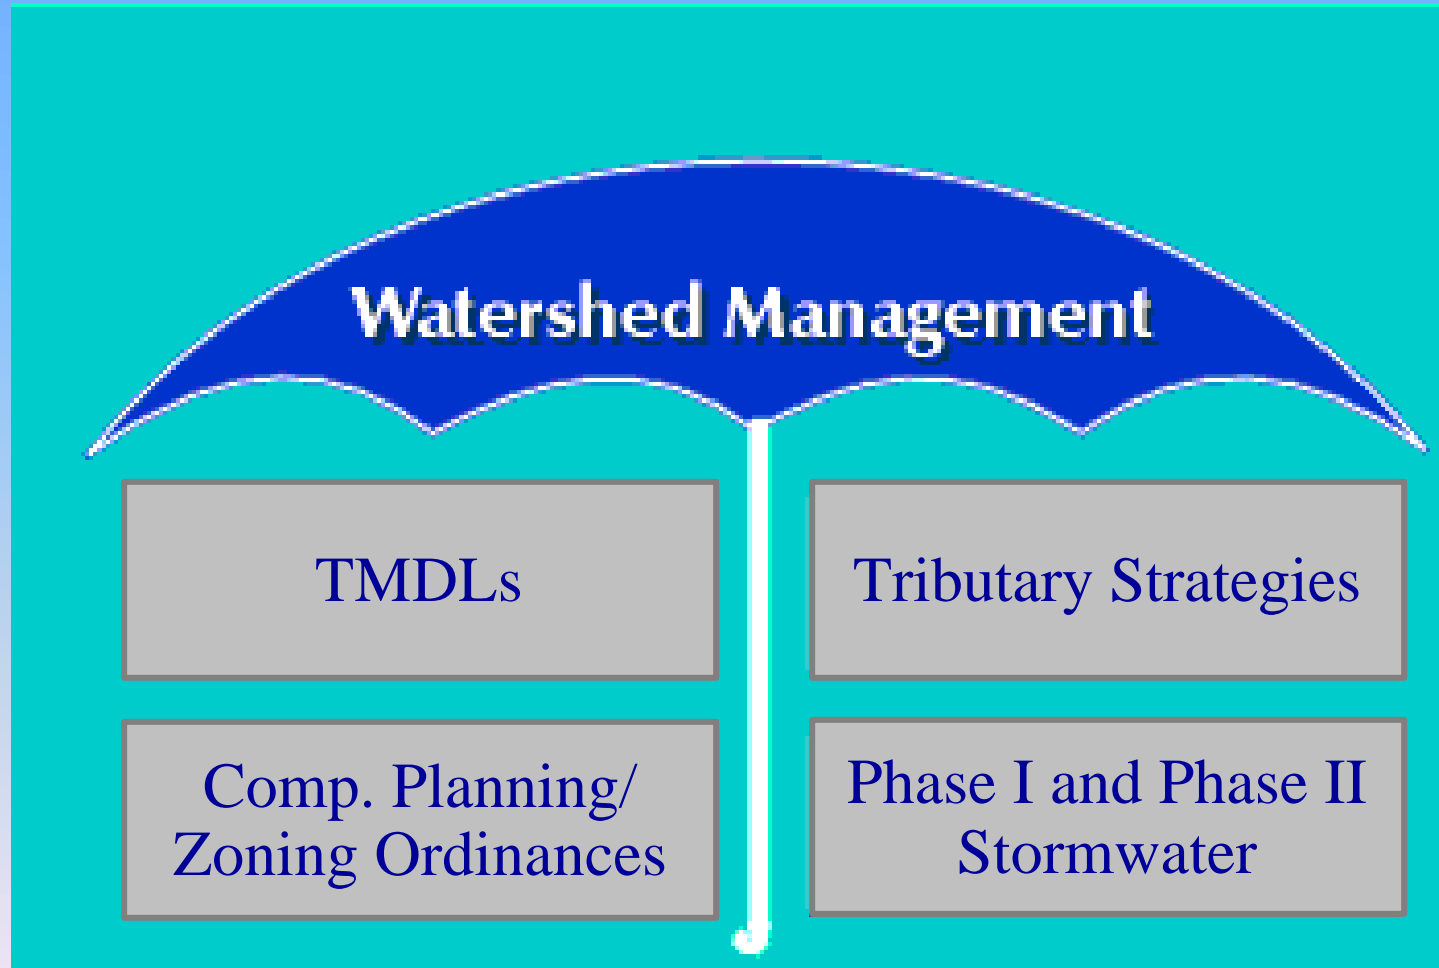 Watershed Management
TMDLs
Tributary Strategies
Comp. Planning/
Zoning Ordinances
Phase I and Phase II
Stormwater